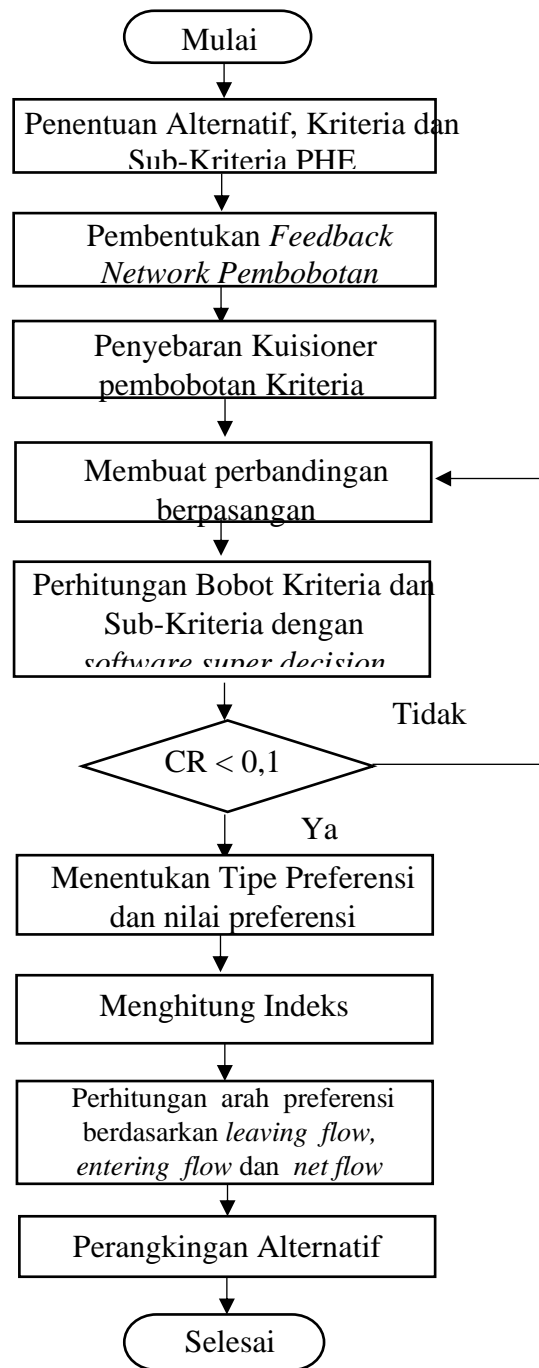 Mulai
Penentuan Alternatif, Kriteria dan
Sub-Kriteria PHE
Pembentukan Feedback
Network Pembobotan
Penyebaran Kuisioner
pembobotan Kriteria
Membuat perbandingan
berpasangan
Perhitungan Bobot Kriteria dan
Sub-Kriteria dengan
software super decision
Tidak
CR < 0,1
Ya
Menentukan Tipe Preferensi
dan nilai preferensi
Menghitung Indeks
Perhitungan arah preferensi
berdasarkan leaving flow,
entering flow dan net flow
Perangkingan Alternatif
Selesai